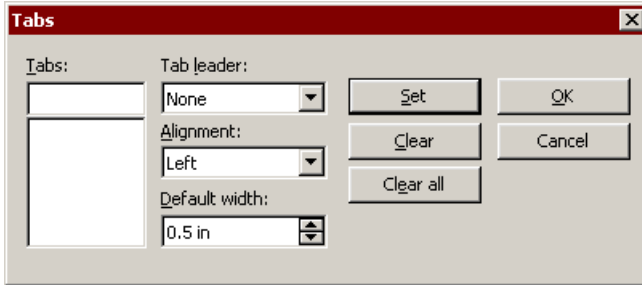 Tabs
Tabs:
Tab leader:
None
Set
OK
Alignment:
Clear
Cancel
Left
Clear all
Default width:
0.5 in